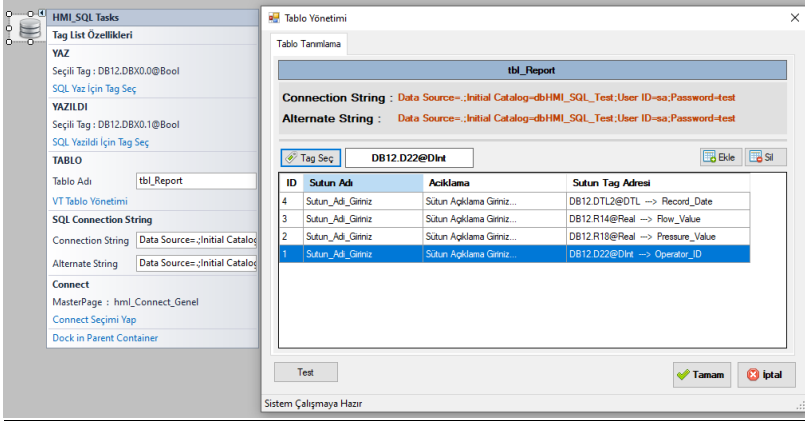 HMI_SQL Tasks
Tag List Özellikleri
YAZ
Seçili Tag : DB12.DBX0.0@Bool
SQL Yaz İçin Tag Seç
YAZILDI
Seçili Tag : DB12.DBX0.1@Bool
SQL Yazildi İçin Tag Seç
TABLO
Tablo Adı tbl_Report
VT Tablo Yönetimi
SQL Connection String
Connection String Data Source=.;Initial Catalog
Alternate String Data Source=.;Initial Catalog
Connect
MasterPage : hml_Connect_Genel
Connect Seçimi Yap
Dock in Parent Container
Tablo Yönetimi
Tablo Tanımlama
tbl_Report
Connection String : Data Source=.;Initial Catalog=dbHMI_SQL_Test;User ID=sa;Password=test
Alternate String : Data Source=.;Initial Catalog=dbHMI_SQL_Test;User ID=sa;Password=test
Tag Seç DB12.D22@DInt Ekle Sil
ID Sutun Adı Aciklama Sutun Tag Adresi
4 Sutun_Adi_Giriniz Sütun Açıklama Giriniz... DB12.DTL2@DTL ---> Record_Date
3 Sutun_Adi_Giriniz Sütun Açıklama Giriniz... DB12.R14@Real ---> Flow_Value
2 Sutun_Adi_Giriniz Sütun Açıklama Giriniz... DB12.R18@Real ---> Pressure_Value
1 Sutun_Adi_Giriniz Sütun Açıklama Giriniz... DB12.D22@DInt ---> Operator_ID
Test Tamam İptal
Sistem Çalışmaya Hazır